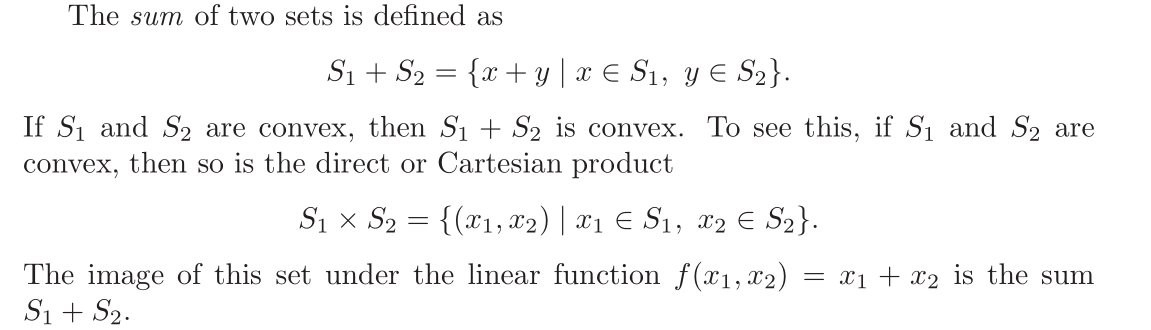 The sum of two sets is defined as
S₁ + S₂ = {x + y | x ∈ S₁, y ∈ S₂}.
If S₁ and S₂ are convex, then S₁ + S₂ is convex. To see this, if S₁ and S₂ are
convex, then so is the direct or Cartesian product
S₁ × S₂ = {(x₁, x₂) | x₁ ∈ S₁, x₂ ∈ S₂}.
The image of this set under the linear function f(x₁, x₂) = x₁ + x₂ is the sum
S₁ + S₂.